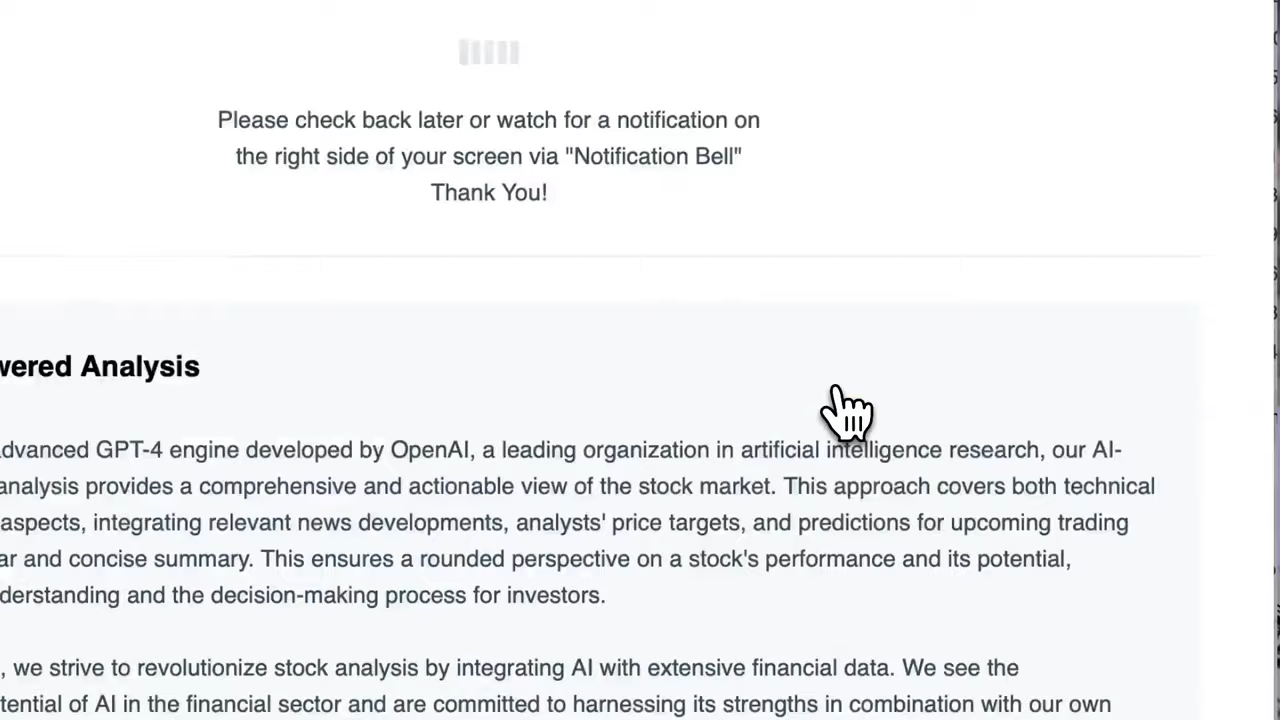 Please check back later or watch for a notification on
the right side of your screen via "Notification Bell"
Thank You!
wered Analysis
advanced GPT-4 engine developed by OpenAI, a leading organization in artificial intelligence research, our AI-
analysis provides a comprehensive and actionable view of the stock market. This approach covers both technical
aspects, integrating relevant news developments, analysts' price targets, and predictions for upcoming trading
ar and concise summary. This ensures a rounded perspective on a stock's performance and its potential,
derstanding and the decision-making process for investors.
, we strive to revolutionize stock analysis by integrating AI with extensive financial data. We see the
tential of AI in the financial sector and are committed to harnessing its strengths in combination with our own